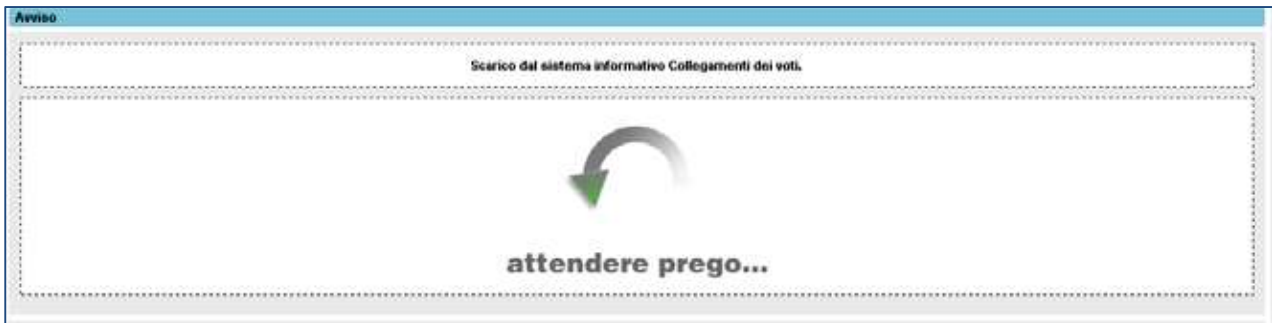 Avviso
Scarico dal sistema informativo Collegamenti dei voti.
attendere prego...